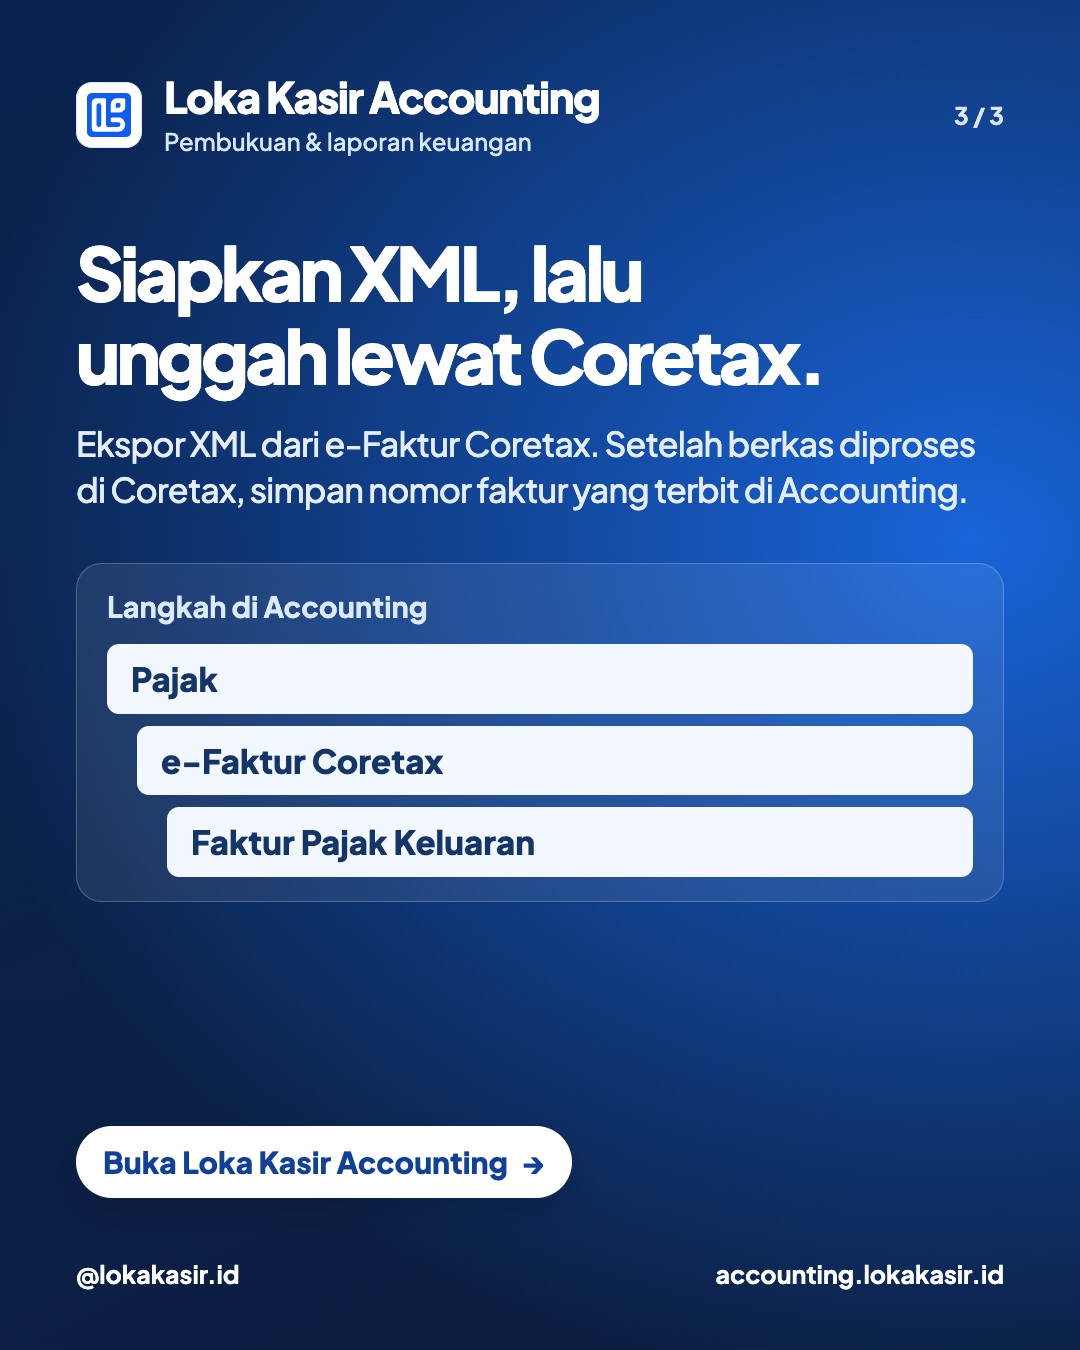 Loka Kasir Accounting
Pembukuan & laporan keuangan
3 / 3
Siapkan XML, lalu
unggah lewat Coretax.
Ekspor XML dari e-Faktur Coretax. Setelah berkas diproses
di Coretax, simpan nomor faktur yang terbit di Accounting.
Langkah di Accounting
Pajak
e-Faktur Coretax
Faktur Pajak Keluaran
Buka Loka Kasir Accounting →
@lokakasir.id
accounting.lokakasir.id